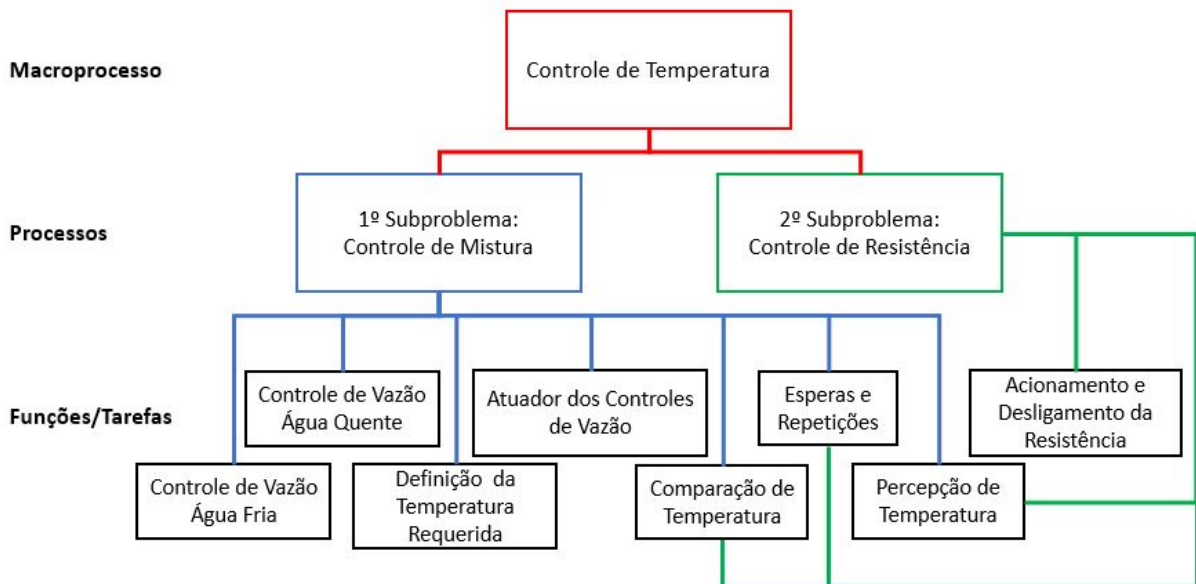 Macroprocesso
Controle de Temperatura
Processos
1º Subproblema:
Controle de Mistura
2º Subproblema:
Controle de Resistência
Funções/Tarefas
Controle de Vazão
Água Quente
Atuador dos Controles
de Vazão
Esperas e
Repetições
Acionamento e
Desligamento da
Resistência
Controle de Vazão
Água Fria
Definição da
Temperatura
Requerida
Comparação de
Temperatura
Percepção de
Temperatura